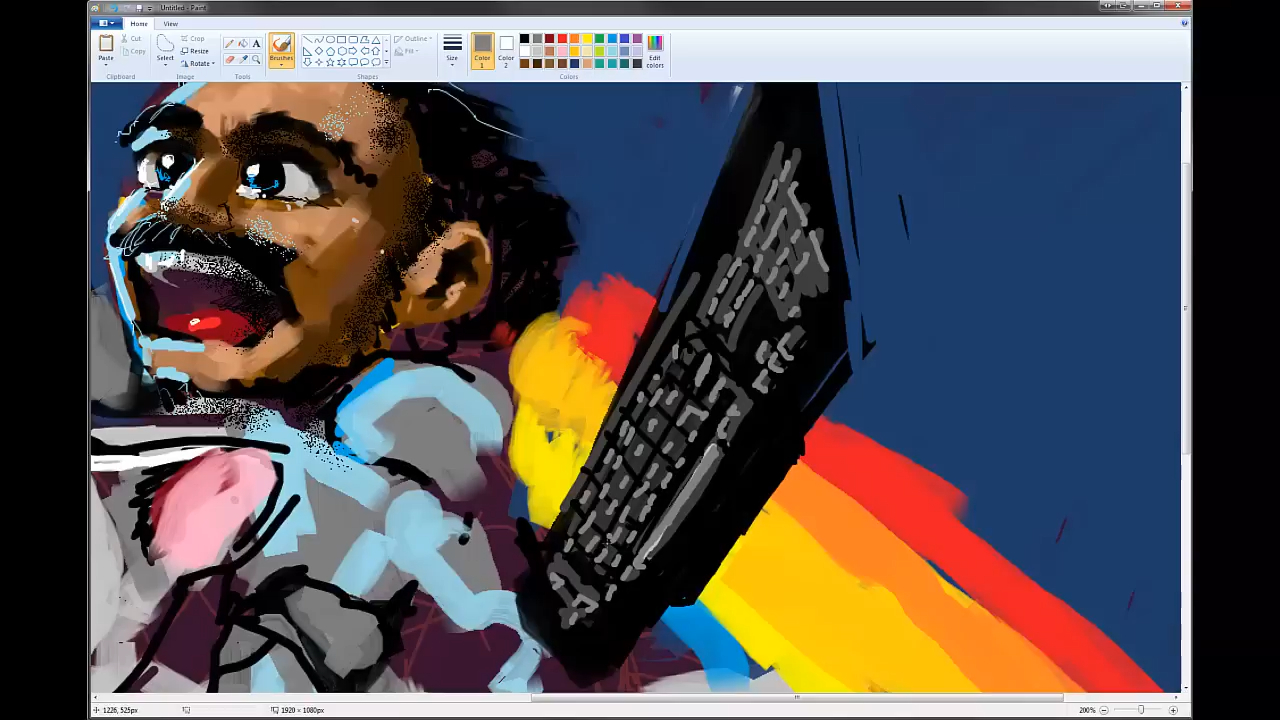 Untitled - Paint
Home View
Cut
Copy
Paste
Clipboard
Crop
Resize
Rotate
Select
Image
A
Tools
Brushes
Outline
Fill
Shapes
Size
Color
1
Color
2
Edit
colors
Colors
1226, 525px
1920 × 1080px
200%